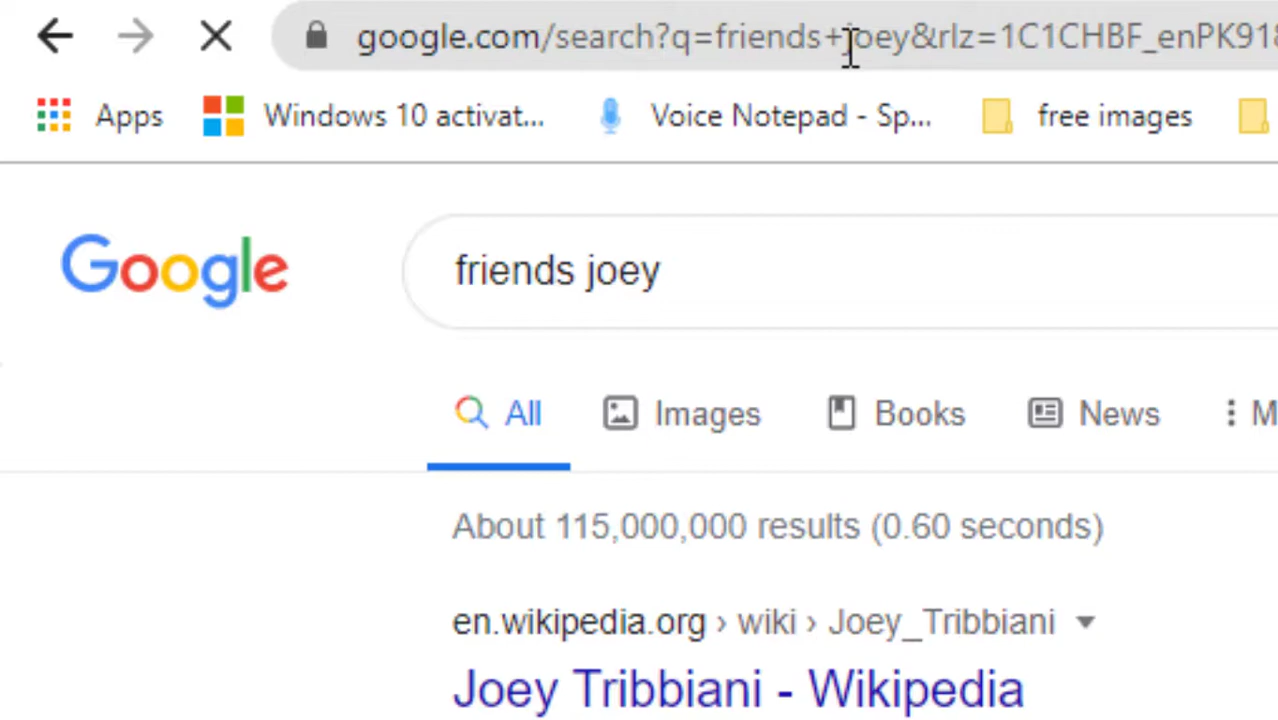 google.com/search?q=friends+joey&rlz=1C1CHBF_enPK918
Apps Windows 10 activat... Voice Notepad - Sp... free images
Google friends joey
All Images Books News M
About 115,000,000 results (0.60 seconds)
en.wikipedia.org › wiki › Joey_Tribbiani
Joey Tribbiani - Wikipedia